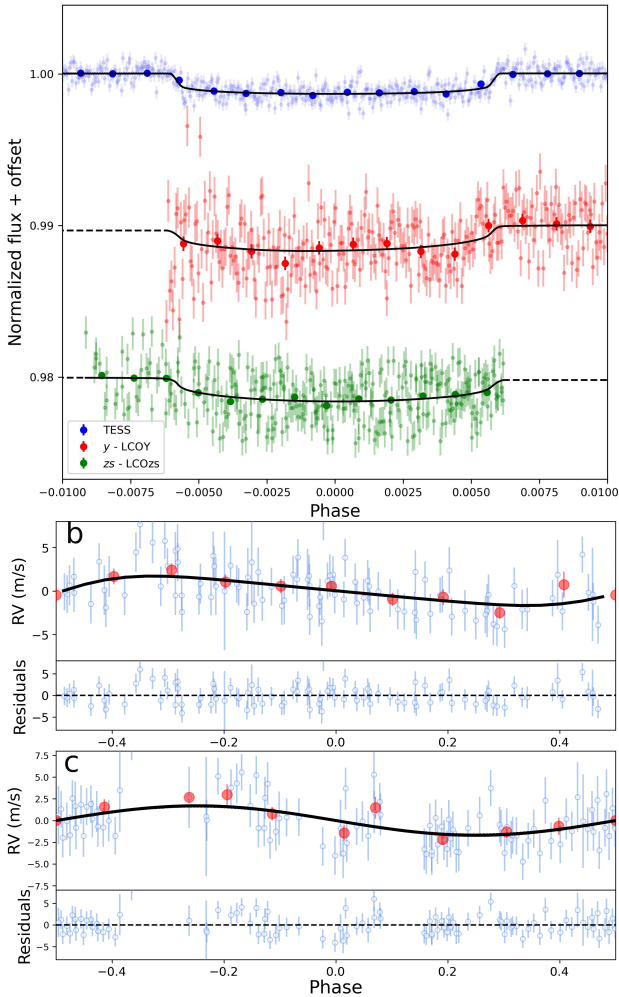 1.00
0.99
0.98
Normalized flux + offset
TESS
y - LCOY
zs - LCOzs
−0.0100 −0.0075 −0.0050 −0.0025 0.0000 0.0025 0.0050 0.0075 0.0100
Phase
b
5
0
−5
RV (m/s)
5
0
−5
Residuals
−0.4 −0.2 0.0 0.2 0.4
c
7.5
5.0
2.5
0.0
−2.5
−5.0
−7.5
RV (m/s)
5
0
−5
Residuals
−0.4 −0.2 0.0 0.2 0.4
Phase